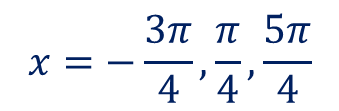 x = − 3π/4 , π/4 , 5π/4